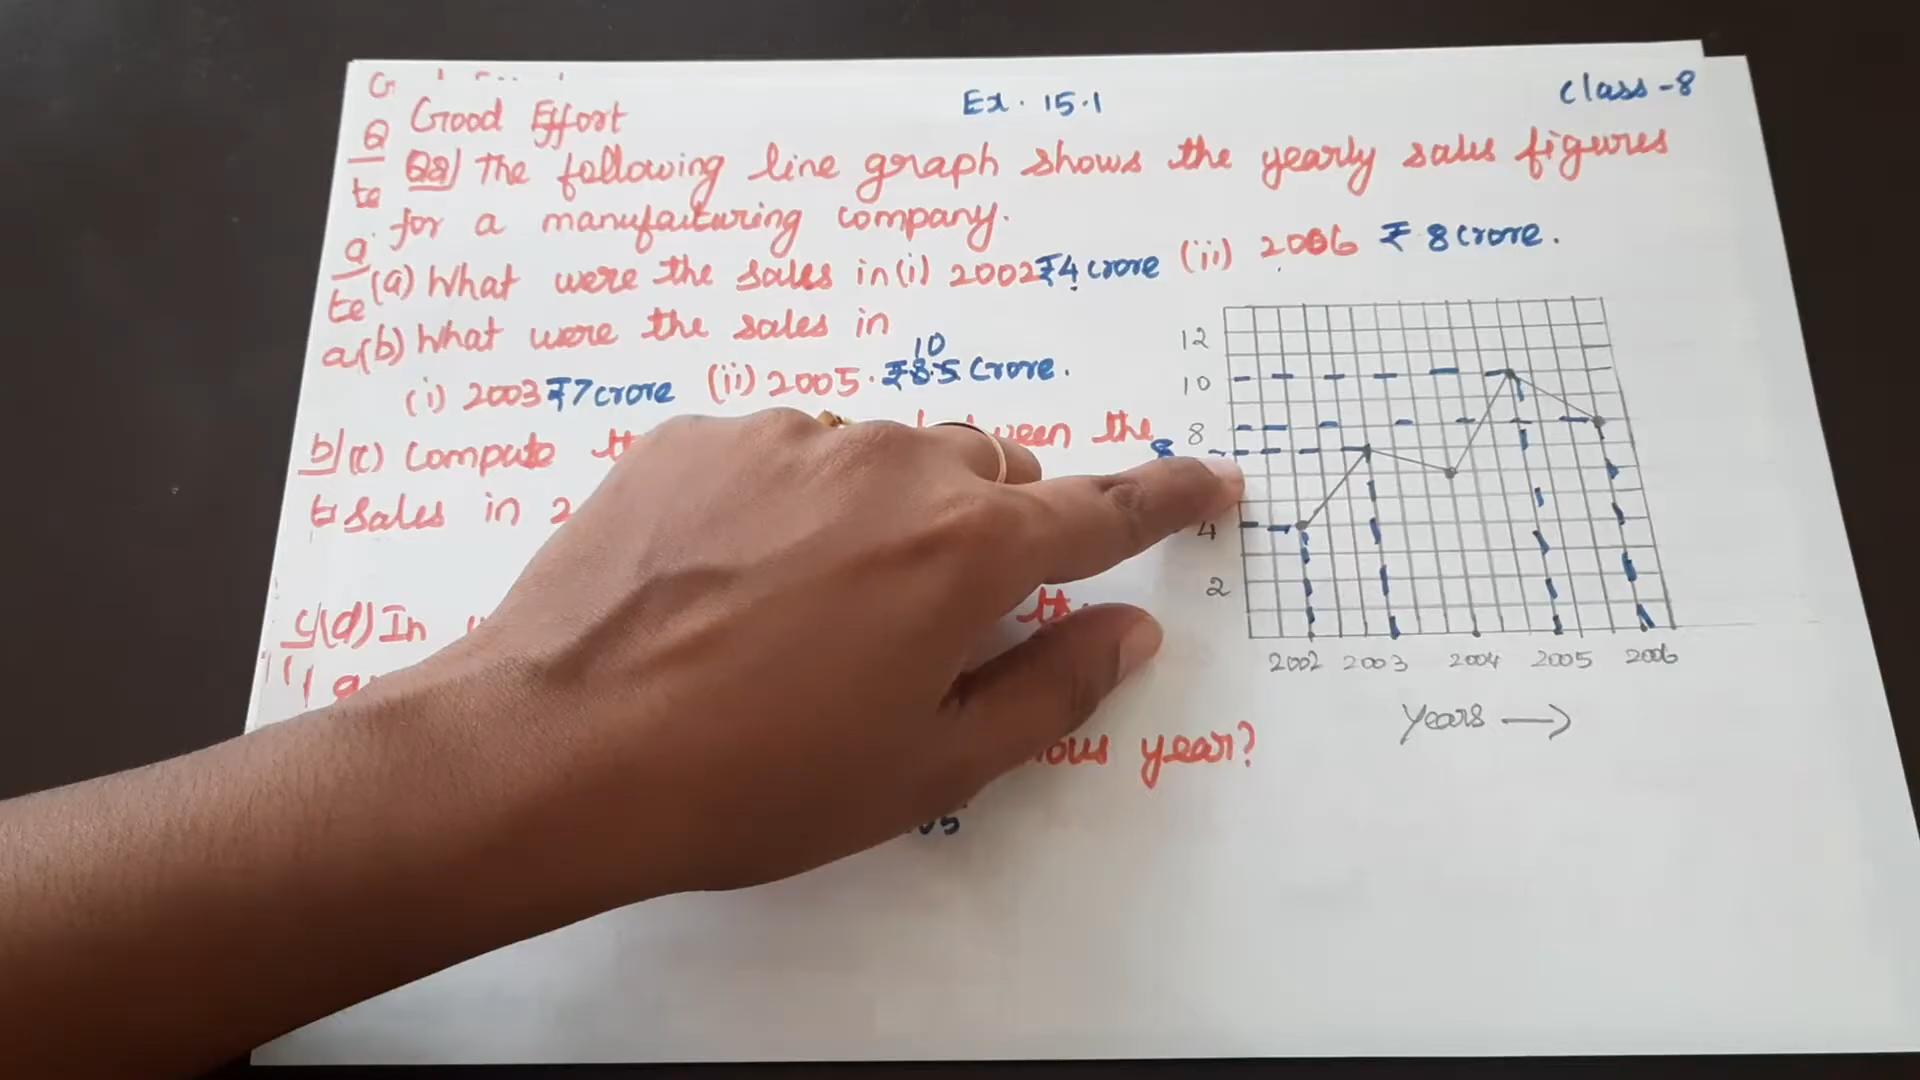 Good Effort
Ex. 15.1
Class-8
Q8) The following line graph shows the yearly sales figures
for a manufacturing company.
(a) What were the sales in (i) 2002 ₹4 crore (ii) 2006 ₹ 8 crore.
a(b) What were the sales in
10
(i) 2003 ₹7 crore (ii) 2005. ₹8.5 Crore.
b/(c) Compute between the
Sales in 2
c/(d) In
year?
12
10
8
8
4
2
2002 2003 2004 2005 2006
Years